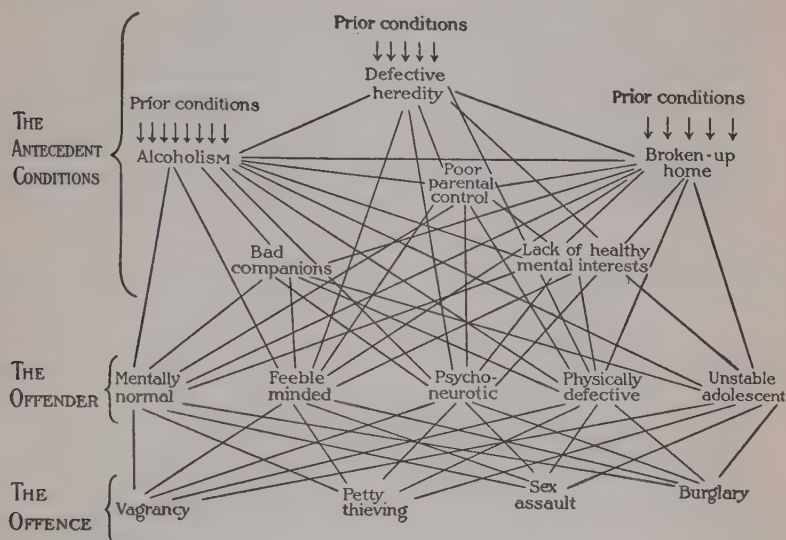 Prior conditions
Defective
heredity
Prior conditions
Prior conditions
THE
ANTECEDENT
CONDITIONS
Alcoholism
Broken-up
home
Poor
parental
control
Bad
companions
Lack of healthy
mental interests
THE
OFFENDER
Mentally
normal
Feeble
minded
Psycho-
neurotic
Physically
defective
Unstable
adolescent
THE
OFFENCE
Vagrancy
Petty
thieving
Sex
assault
Burglary